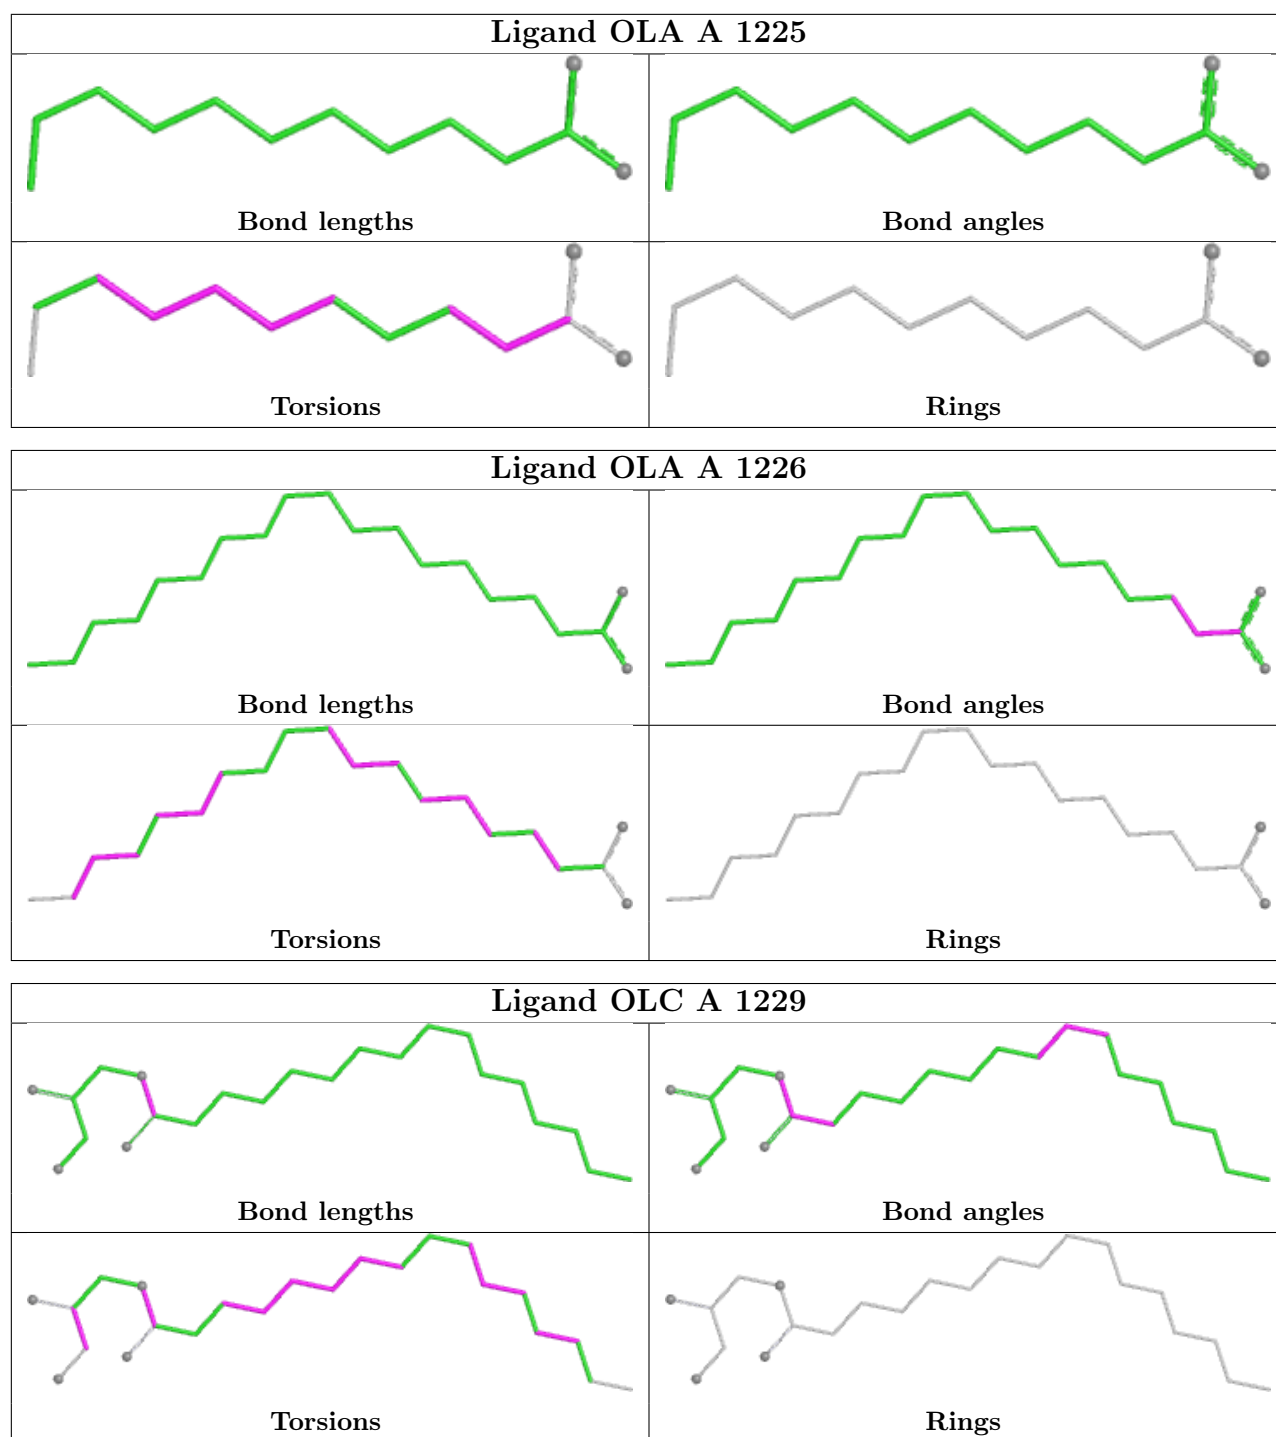 Ligand OLA A 1225
Bond lengths
Bond angles
Torsions
Rings
Ligand OLA A 1226
Bond lengths
Bond angles
Torsions
Rings
Ligand OLC A 1229
Bond lengths
Bond angles
Torsions
Rings